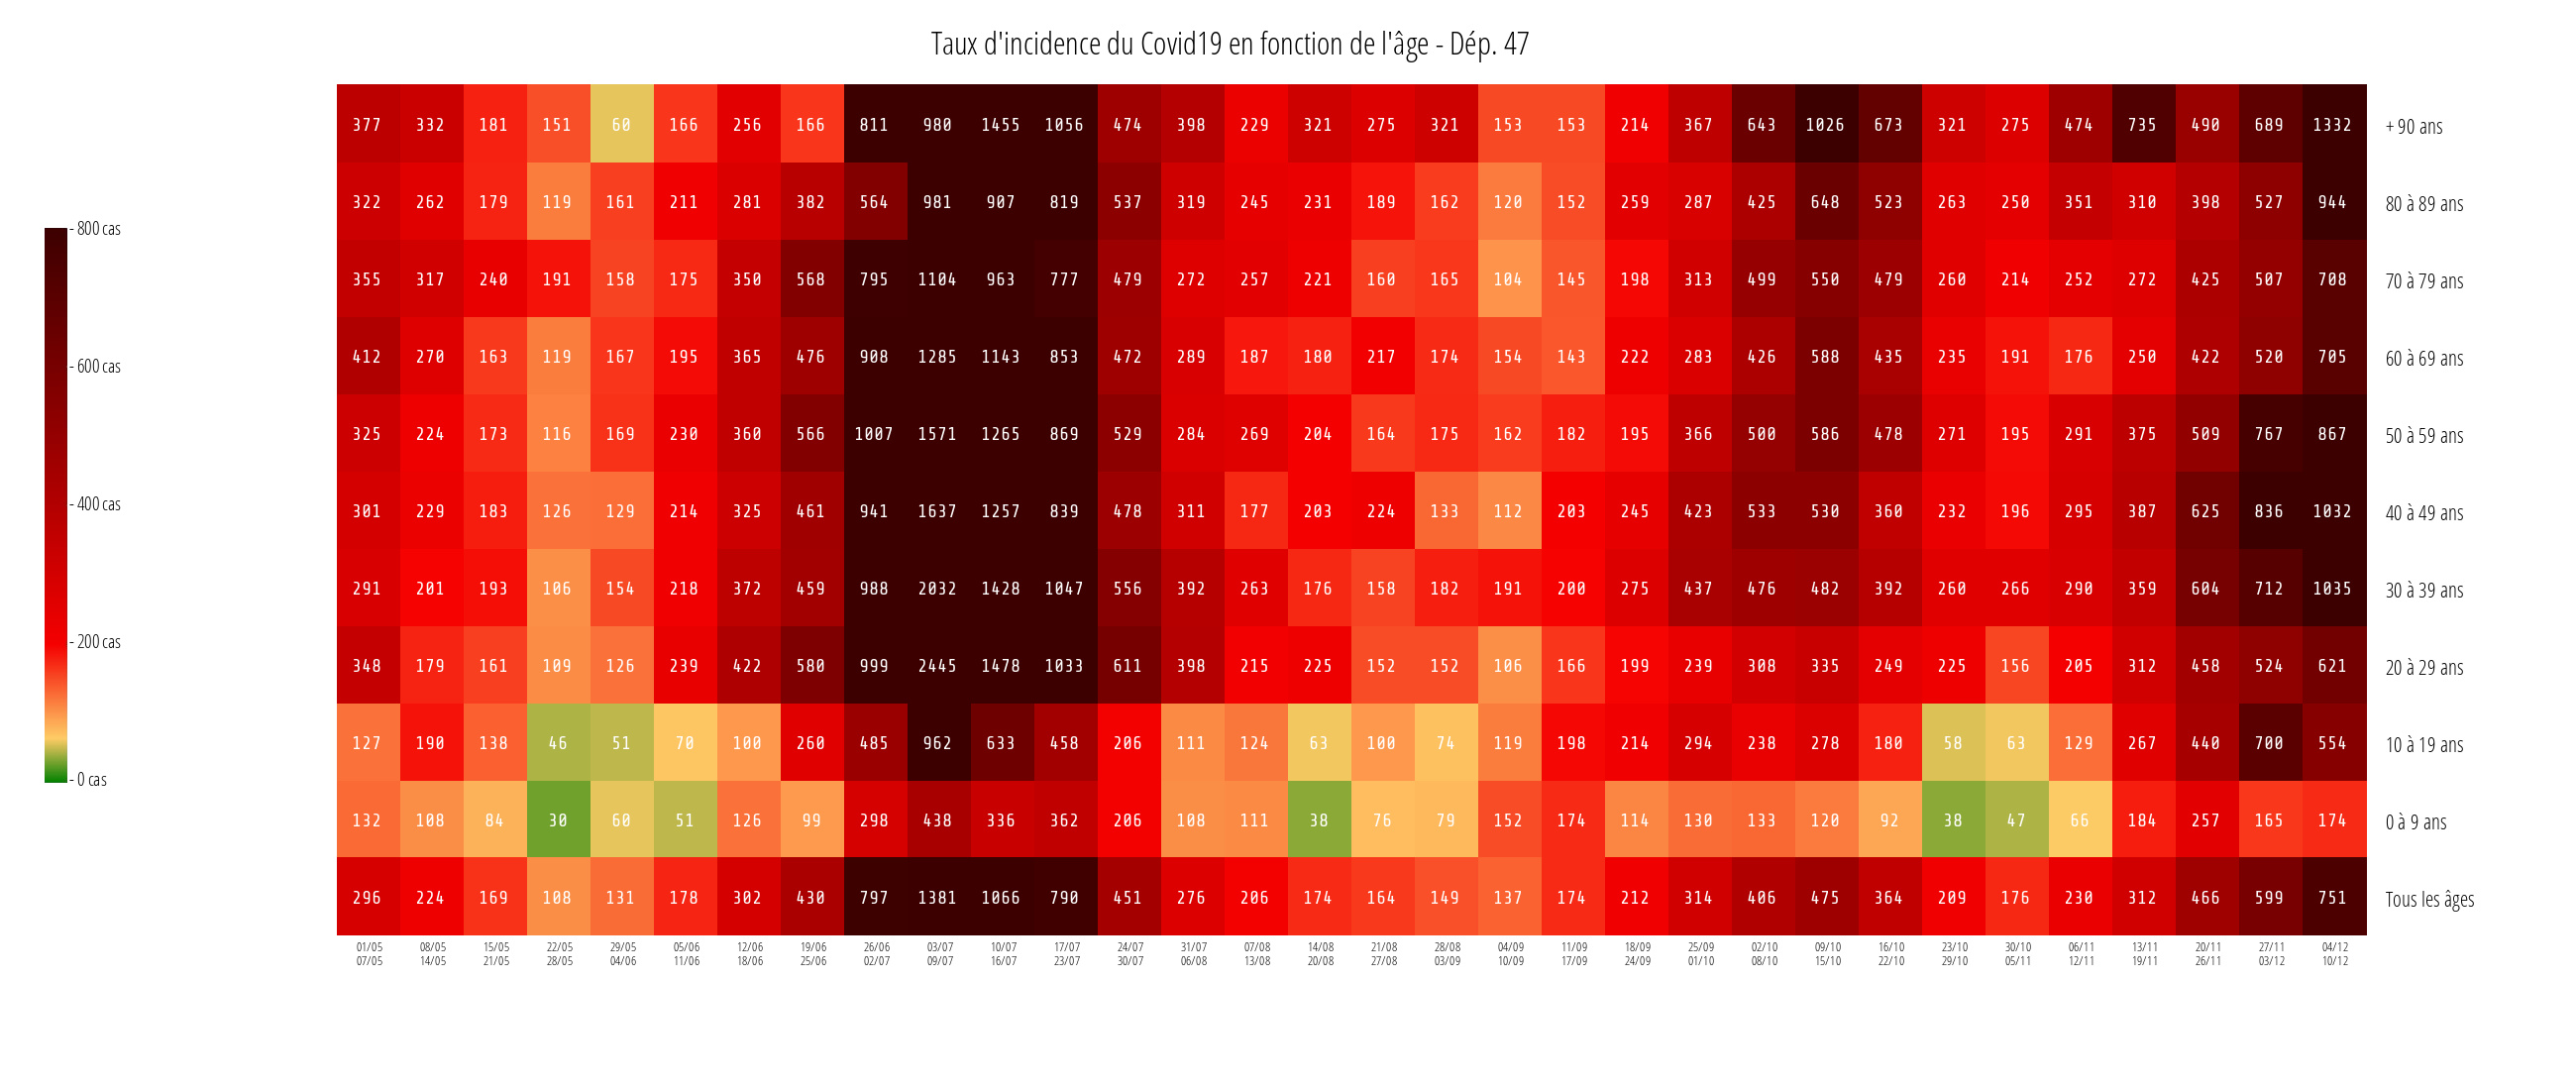 Taux d'incidence du Covid19 en fonction de l'âge - Dép. 47
377 332 181 151 60 166 256 166 811 980 1455 1056 474 398 229 321 275 321 153 153 214 367 643 1026 673 321 275 474 735 490 689 1332 + 90 ans
322 262 179 119 161 211 281 382 564 981 907 819 537 319 245 231 189 162 120 152 259 287 425 648 523 263 250 351 310 398 527 944 80 à 89 ans
355 317 240 191 158 175 350 568 795 1104 963 777 479 272 257 221 160 165 104 145 198 313 499 550 479 260 214 252 272 425 507 708 70 à 79 ans
412 270 163 119 167 195 365 476 908 1285 1143 853 472 289 187 180 217 174 154 143 222 283 426 588 435 235 191 176 250 422 520 705 60 à 69 ans
325 224 173 116 169 230 360 566 1007 1571 1265 869 529 284 269 204 164 175 162 182 195 366 500 586 478 271 195 291 375 509 767 867 50 à 59 ans
301 229 183 126 129 214 325 461 941 1637 1257 839 478 311 177 203 224 133 112 203 245 423 533 530 360 232 196 295 387 625 836 1032 40 à 49 ans
291 201 193 106 154 218 372 459 988 2032 1428 1047 556 392 263 176 158 182 191 200 275 437 476 482 392 260 266 290 359 604 712 1035 30 à 39 ans
348 179 161 109 126 239 422 580 999 2445 1478 1033 611 398 215 225 152 152 106 166 199 239 308 335 249 225 156 205 312 458 524 621 20 à 29 ans
127 190 138 46 51 70 100 260 485 962 633 458 206 111 124 63 100 74 119 198 214 294 238 278 180 58 63 129 267 440 700 554 10 à 19 ans
132 108 84 30 60 51 126 99 298 438 336 362 206 108 111 38 76 79 152 174 114 130 133 120 92 38 47 66 184 257 165 174 0 à 9 ans
296 224 169 108 131 178 302 430 797 1381 1066 790 451 276 206 174 164 149 137 174 212 314 406 475 364 209 176 230 312 466 599 751 Tous les âges
01/05 08/05 15/05 22/05 29/05 05/06 12/06 19/06 26/06 03/07 10/07 17/07 24/07 31/07 07/08 14/08 21/08 28/08 04/09 11/09 18/09 25/09 02/10 09/10 16/10 23/10 30/10 06/11 13/11 20/11 27/11 04/12
07/05 14/05 21/05 28/05 04/06 11/06 18/06 25/06 02/07 09/07 16/07 23/07 30/07 06/08 13/08 20/08 27/08 03/09 10/09 17/09 24/09 01/10 08/10 15/10 22/10 29/10 05/11 12/11 19/11 26/11 03/12 10/12
- 800 cas
- 600 cas
- 400 cas
- 200 cas
- 0 cas